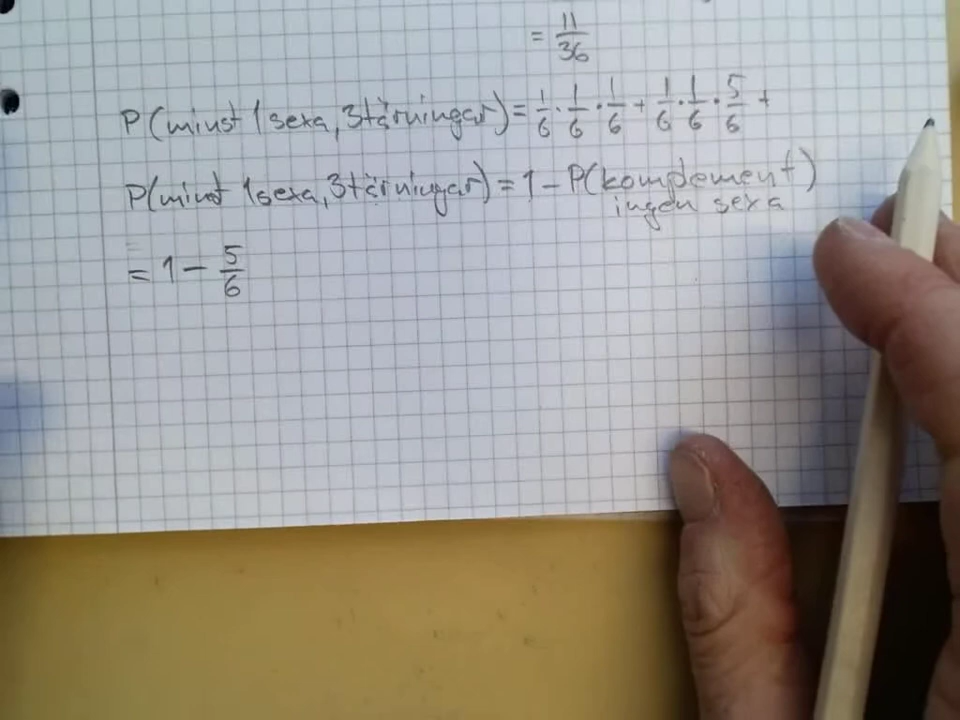 = 11/36
P(minst 1 sexa, 3 tärningar) = 1/6 · 1/6 · 1/6 + 1/6 · 1/6 · 5/6 +
P(minst 1 sexa, 3 tärningar) = 1 - P(komplement)
ingen sexa
= 1 - 5/6